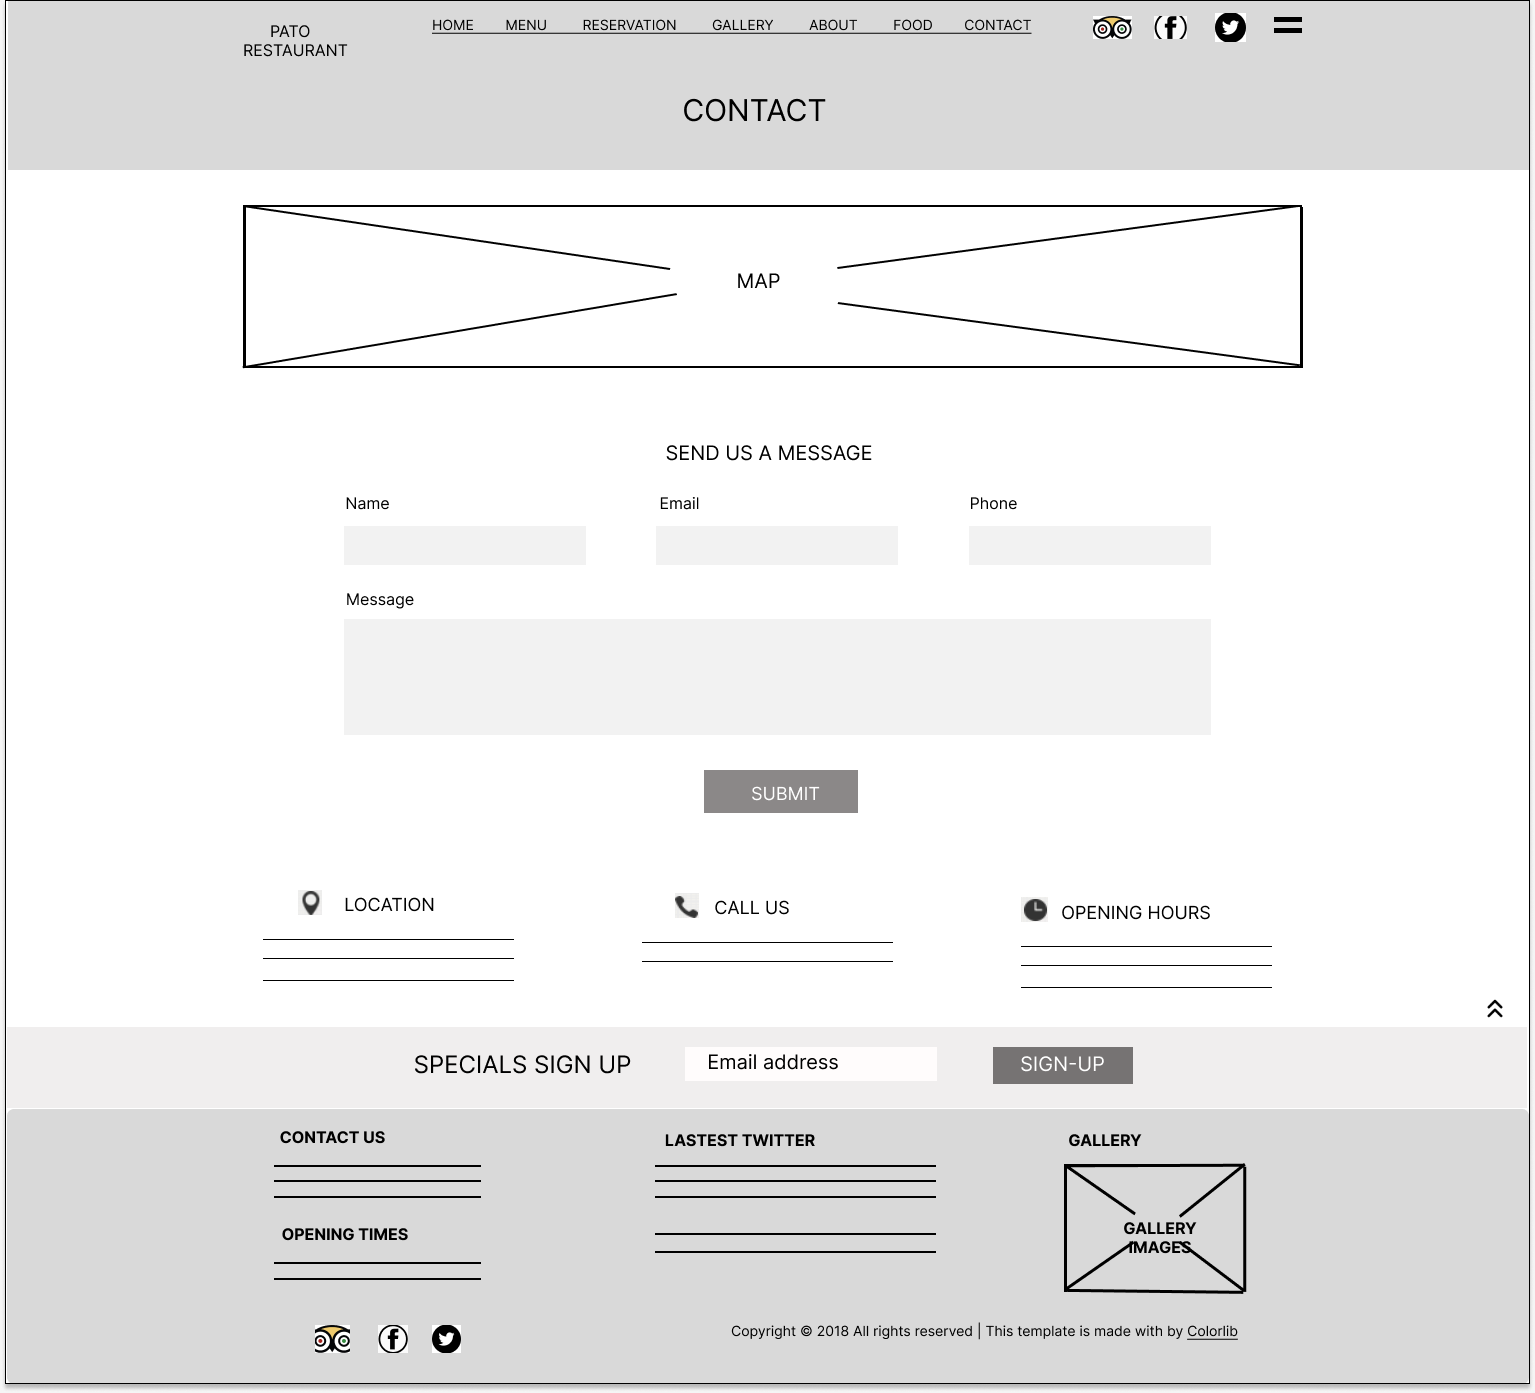 PATO
RESTAURANT
HOME MENU RESERVATION GALLERY ABOUT FOOD CONTACT
CONTACT
MAP
SEND US A MESSAGE
Name Email Phone
Message
SUBMIT
LOCATION CALL US OPENING HOURS
SPECIALS SIGN UP Email address SIGN-UP
CONTACT US LASTEST TWITTER GALLERY
OPENING TIMES
GALLERY
IMAGES
Copyright © 2018 All rights reserved | This template is made with by Colorlib